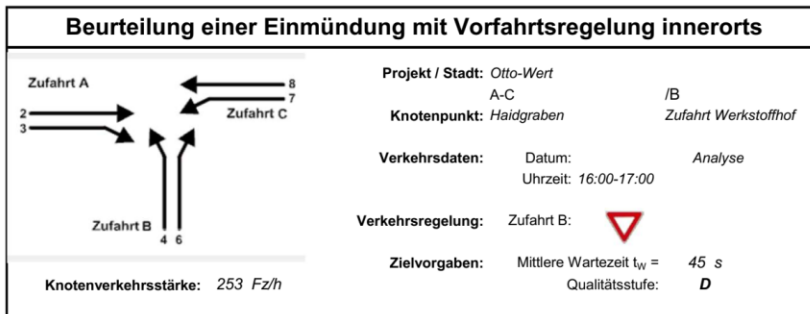 Beurteilung einer Einmündung mit Vorfahrtsregelung innerorts
Zufahrt A
8
7
2
3
Zufahrt C
Zufahrt B
4 6
Knotenverkehrsstärke: 253 Fz/h
Projekt / Stadt: Otto-Wert
A-C /B
Knotenpunkt: Haidgraben Zufahrt Werkstoffhof
Verkehrsdaten: Datum: Analyse
Uhrzeit: 16:00-17:00
Verkehrsregelung: Zufahrt B:
Zielvorgaben: Mittlere Wartezeit tW = 45 s
Qualitätsstufe: D